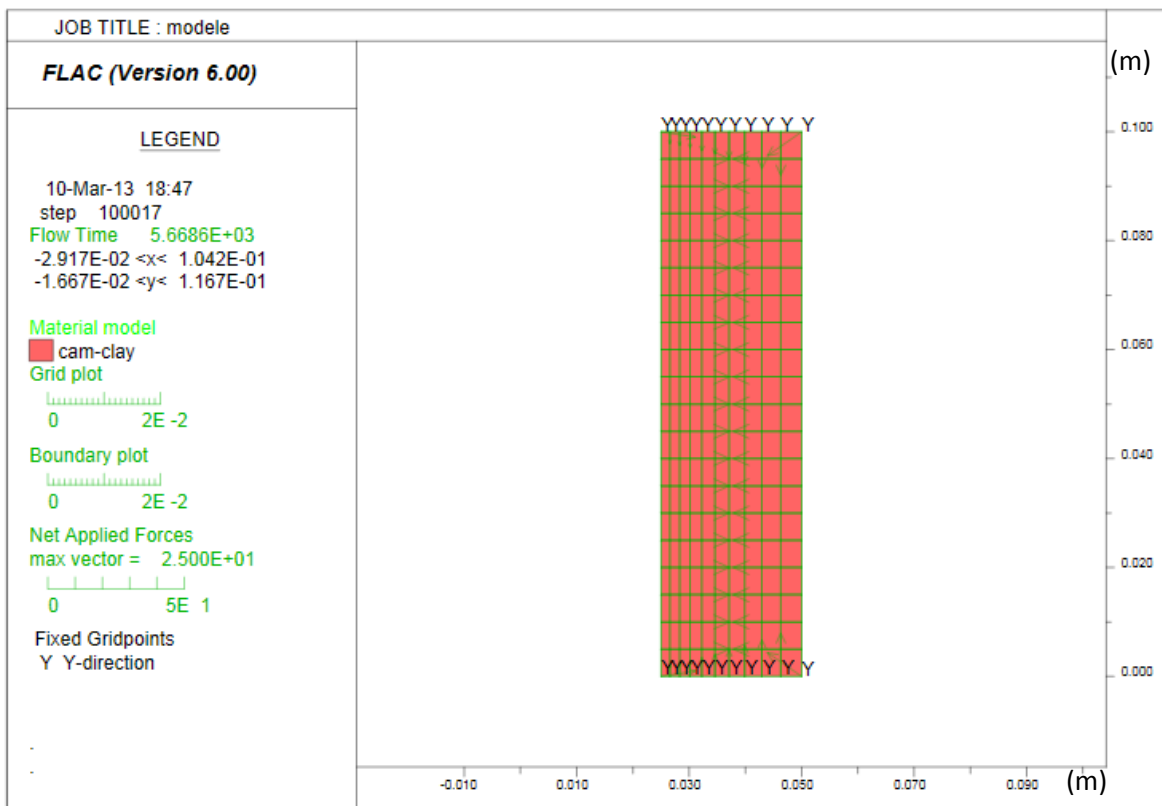 JOB TITLE : modele
FLAC (Version 6.00)
LEGEND
10-Mar-13 18:47
step 100017
Flow Time 5.6686E+03
-2.917E-02 <x< 1.042E-01
-1.667E-02 <y< 1.167E-01
Material model
cam-clay
Grid plot
0 2E -2
Boundary plot
0 2E -2
Net Applied Forces
max vector = 2.500E+01
0 5E 1
Fixed Gridpoints
Y Y-direction
(m)
YYYYYYYYYYY
0.100
0.080
0.060
0.040
0.020
YYYYYYYYYYY
0.000
-0.010 0.010 0.030 0.050 0.070 0.090 (m)